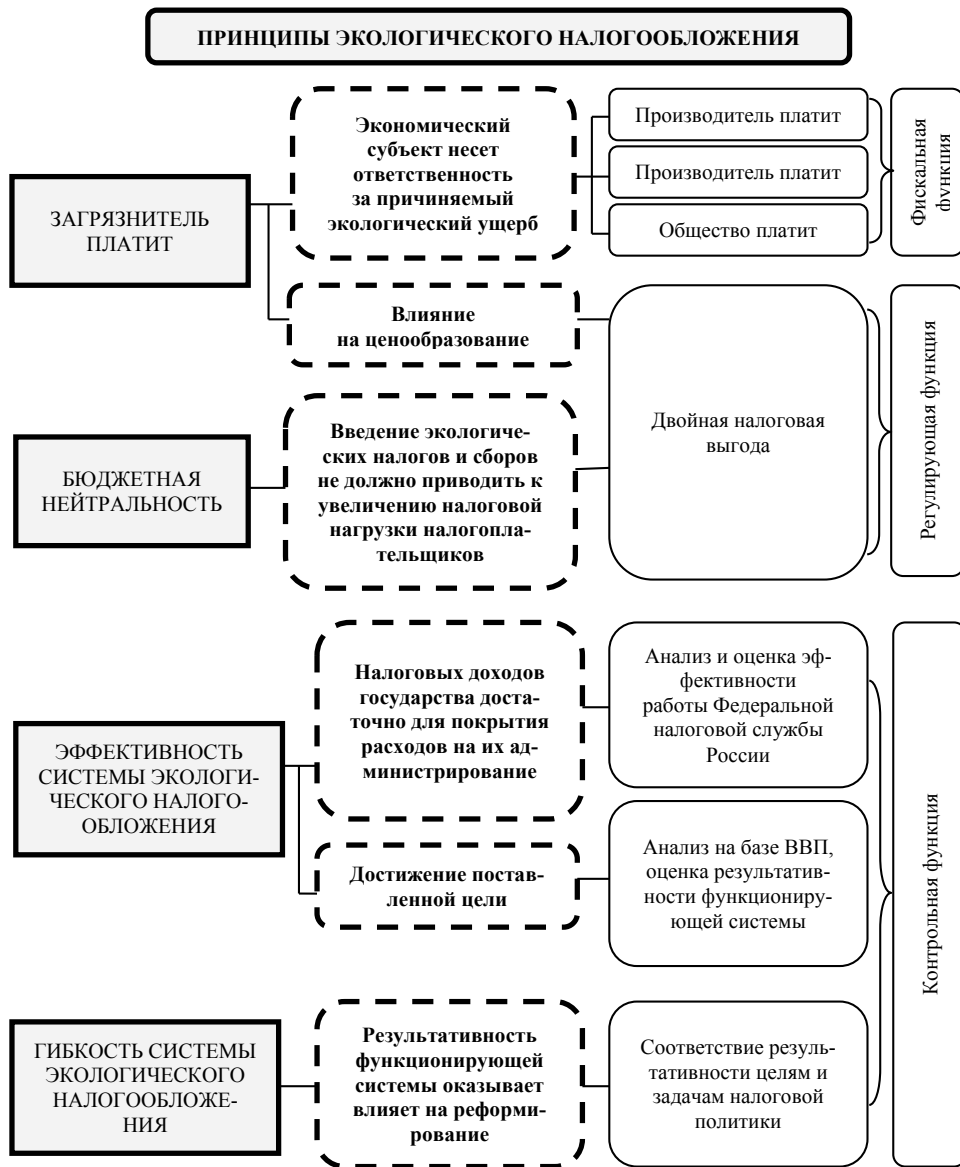 ПРИНЦИПЫ ЭКОЛОГИЧЕСКОГО НАЛОГООБЛОЖЕНИЯ
ЗАГРЯЗНИТЕЛЬ
ПЛАТИТ
Экономический
субъект несет
ответственность
за причиняемый
экологический ущерб
Производитель платит
Производитель платит
Общество платит
Фискальная
функция
Влияние
на ценообразование
БЮДЖЕТНАЯ
НЕЙТРАЛЬНОСТЬ
Введение экологиче-
ских налогов и сборов
не должно приводить к
увеличению налоговой
нагрузки налогопла-
тельщиков
Двойная налоговая
выгода
Регулирующая функция
ЭФФЕКТИВНОСТЬ
СИСТЕМЫ ЭКОЛОГИ-
ЧЕСКОГО НАЛОГО-
ОБЛОЖЕНИЯ
Налоговых доходов
государства доста-
точно для покрытия
расходов на их ад-
министрирование
Анализ и оценка эф-
фективности
работы Федеральной
налоговой службы
России
Достижение постав-
ленной цели
Анализ на базе ВВП,
оценка результатив-
ности функциониру-
ющей системы
Контрольная функция
ГИБКОСТЬ СИСТЕМЫ
ЭКОЛОГИЧЕСКОГО
НАЛОГООБЛОЖЕ-
НИЯ
Результативность
функционирующей
системы оказывает
влияет на реформи-
рование
Соответствие резуль-
тативности целям и
задачам налоговой
политики